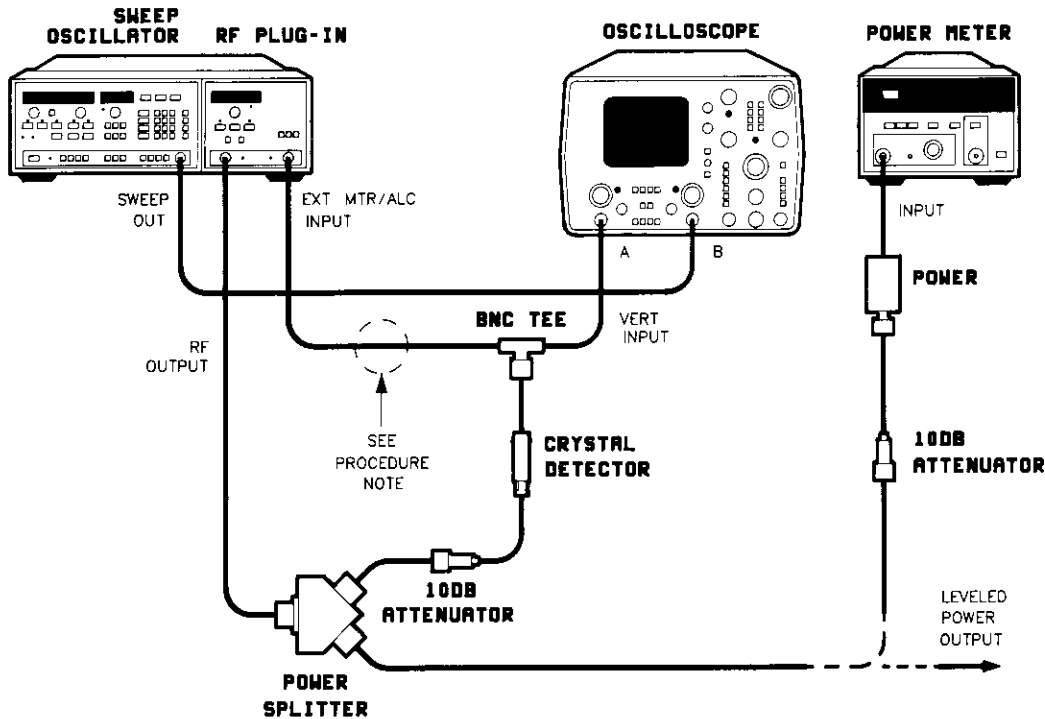 SWEEP
OSCILLATOR
RF PLUG-IN
OSCILLOSCOPE
POWER METER
SWEEP
OUT
EXT MTR/ALC
INPUT
A
B
INPUT
POWER
BNC TEE
VERT
INPUT
RF
OUTPUT
SEE
PROCEDURE
NOTE
CRYSTAL
DETECTOR
10DB
ATTENUATOR
10DB
ATTENUATOR
LEVELED
POWER
OUTPUT
POWER
SPLITTER